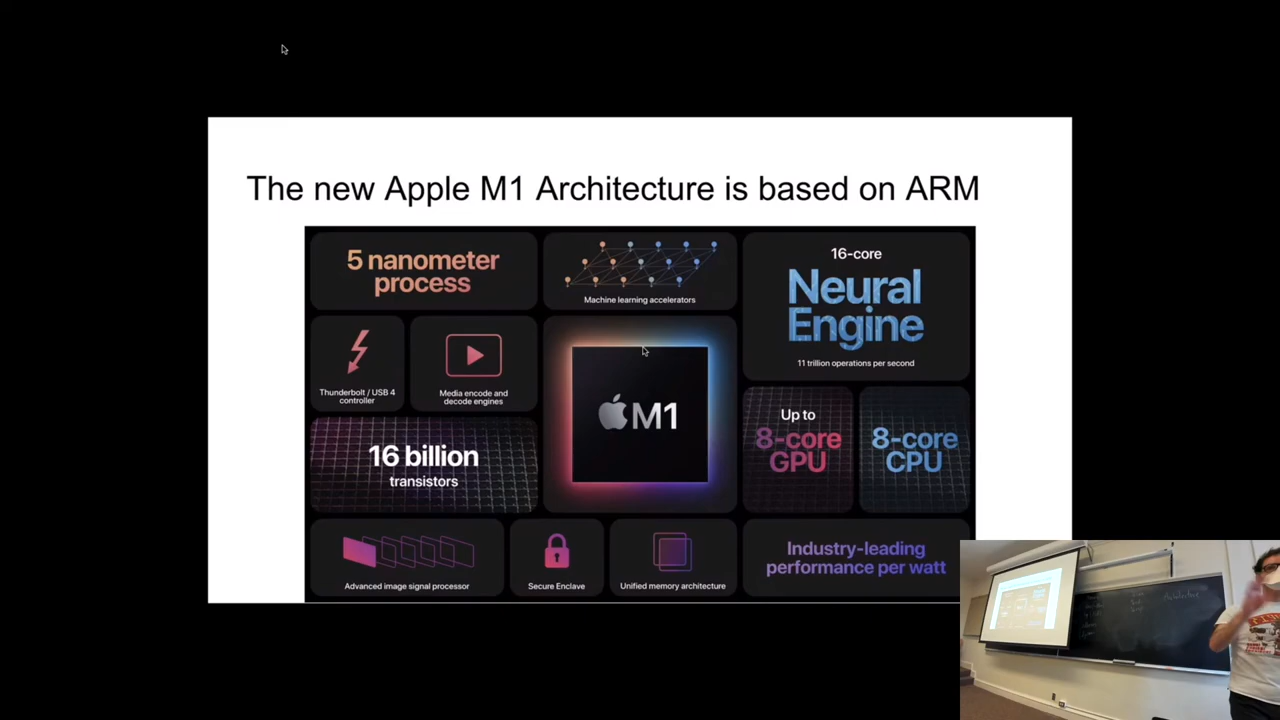 The new Apple M1 Architecture is based on ARM
5 nanometer
process
Machine learning accelerators
16-core
Neural
Engine
11 trillion operations per second
Thunderbolt / USB 4
controller
Media encode and
decode engines
M1
Up to
8-core
GPU
8-core
CPU
16 billion
transistors
Advanced image signal processor
Secure Enclave
Unified memory architecture
Industry-leading
performance per watt
Architecture